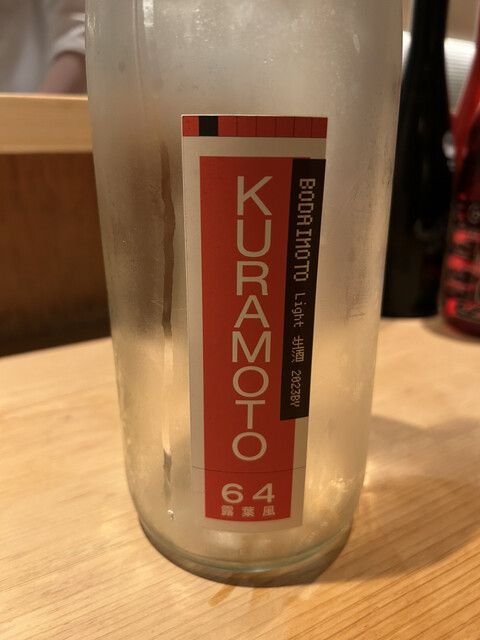 KURAMOTO
BODAIMOTO Light 生酒 2023BY
64
露葉風